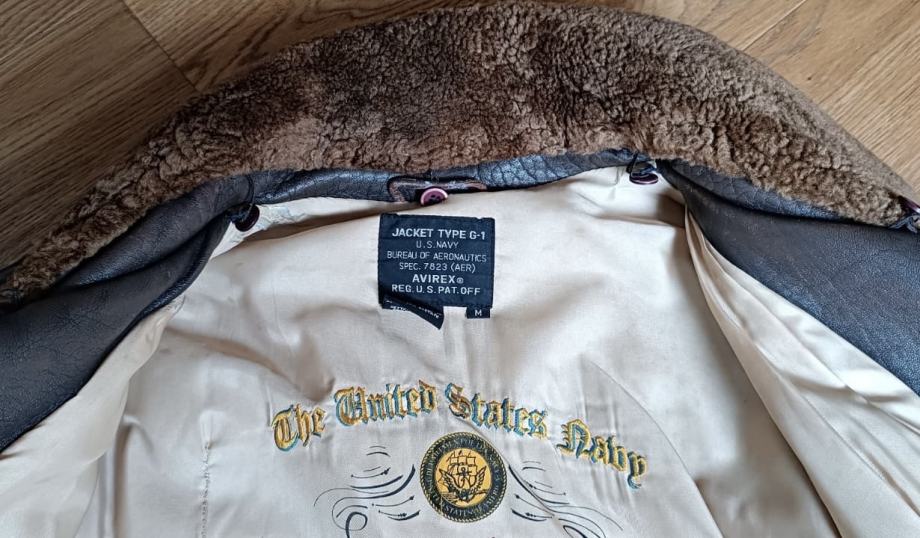 JACKET TYPE G-1
U.S. NAVY
BUREAU OF AERONAUTICS
SPEC. 7823 (AER)
AVIREX®
REG. U.S. PAT. OFF
M
The United States Navy